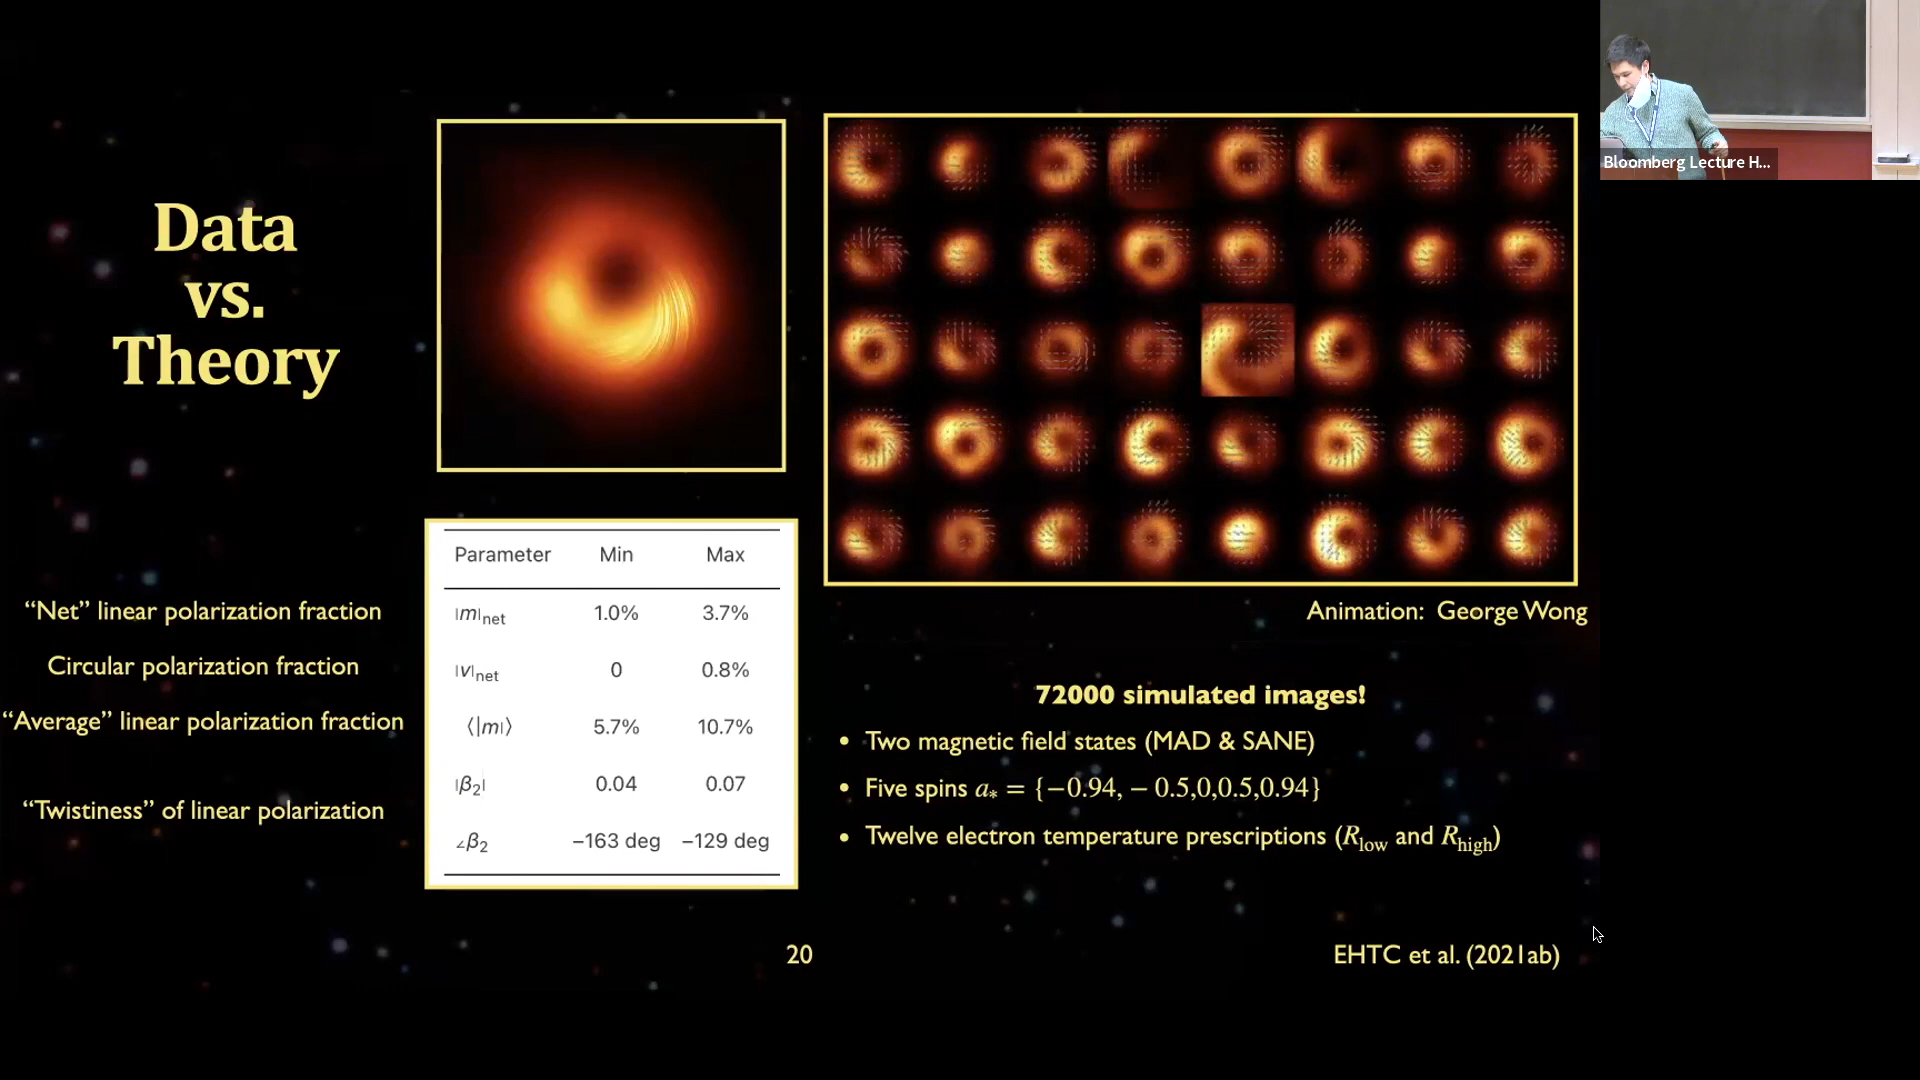 Data
vs.
Theory
Bloomberg Lecture H...
Parameter Min Max
|m|net 1.0% 3.7%
|v|net 0 0.8%
⟨|m|⟩ 5.7% 10.7%
|β₂| 0.04 0.07
∠β₂ −163 deg −129 deg
“Net” linear polarization fraction
Circular polarization fraction
“Average” linear polarization fraction
“Twistiness” of linear polarization
Animation: George Wong
72000 simulated images!
• Two magnetic field states (MAD & SANE)
• Five spins a* = {−0.94, − 0.5,0,0.5,0.94}
• Twelve electron temperature prescriptions (Rlow and Rhigh)
20
EHTC et al. (2021ab)